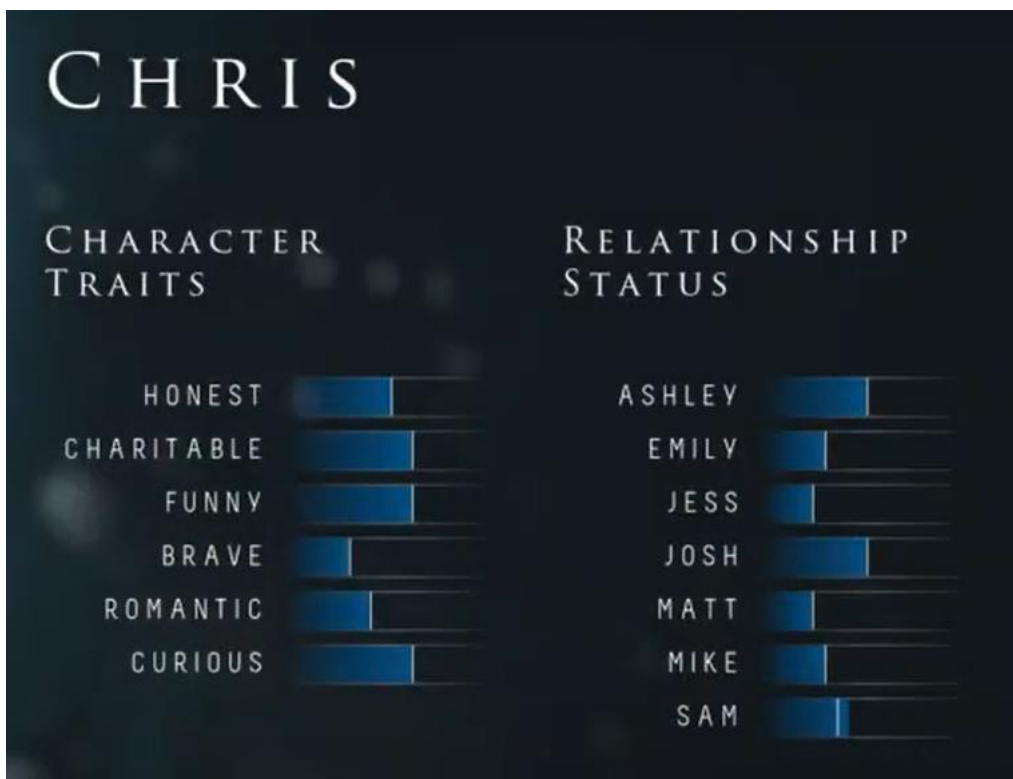 CHRIS
CHARACTER
TRAITS
HONEST
CHARITABLE
FUNNY
BRAVE
ROMANTIC
CURIOUS
RELATIONSHIP
STATUS
ASHLEY
EMILY
JESS
JOSH
MATT
MIKE
SAM